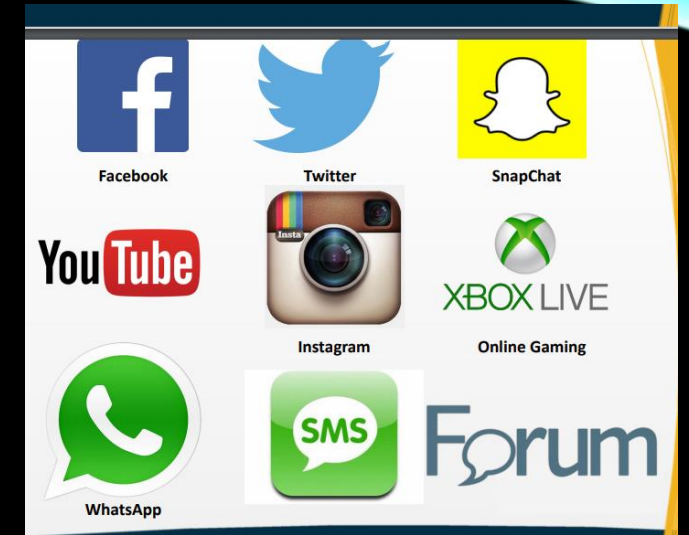 f
Facebook
Twitter
SnapChat
YouTube
Insta
Instagram
XBOX LIVE
Online Gaming
WhatsApp
SMS
Forum